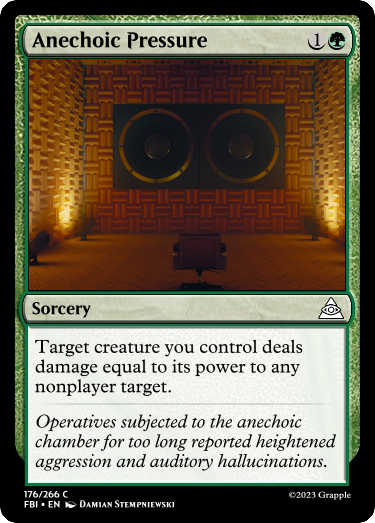 Anechoic Pressure 1
Sorcery
Target creature you control deals
damage equal to its power to any
nonplayer target.
Operatives subjected to the anechoic
chamber for too long reported heightened
aggression and auditory hallucinations.
176/266 C
FBI • EN Damian Stempniewski
©2023 Grapple